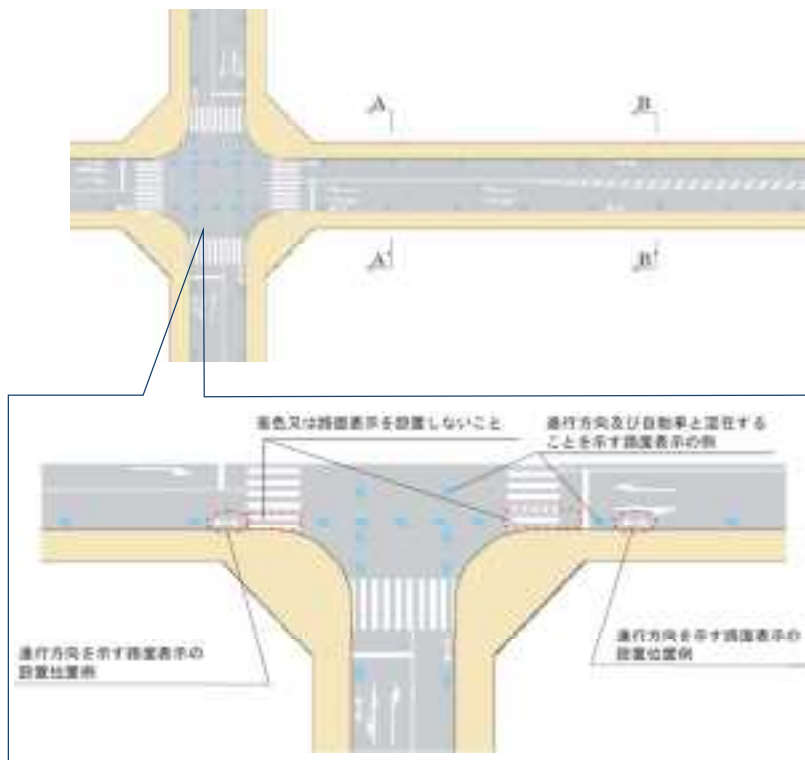 A
B
A'
B'
着色又は路面表示を設置しないこと
進行方向及び自動車と混在する
ことを示す路面表示の例
進行方向を示す路面表示の
設置位置例
進行方向を示す路面表示の
設置位置例